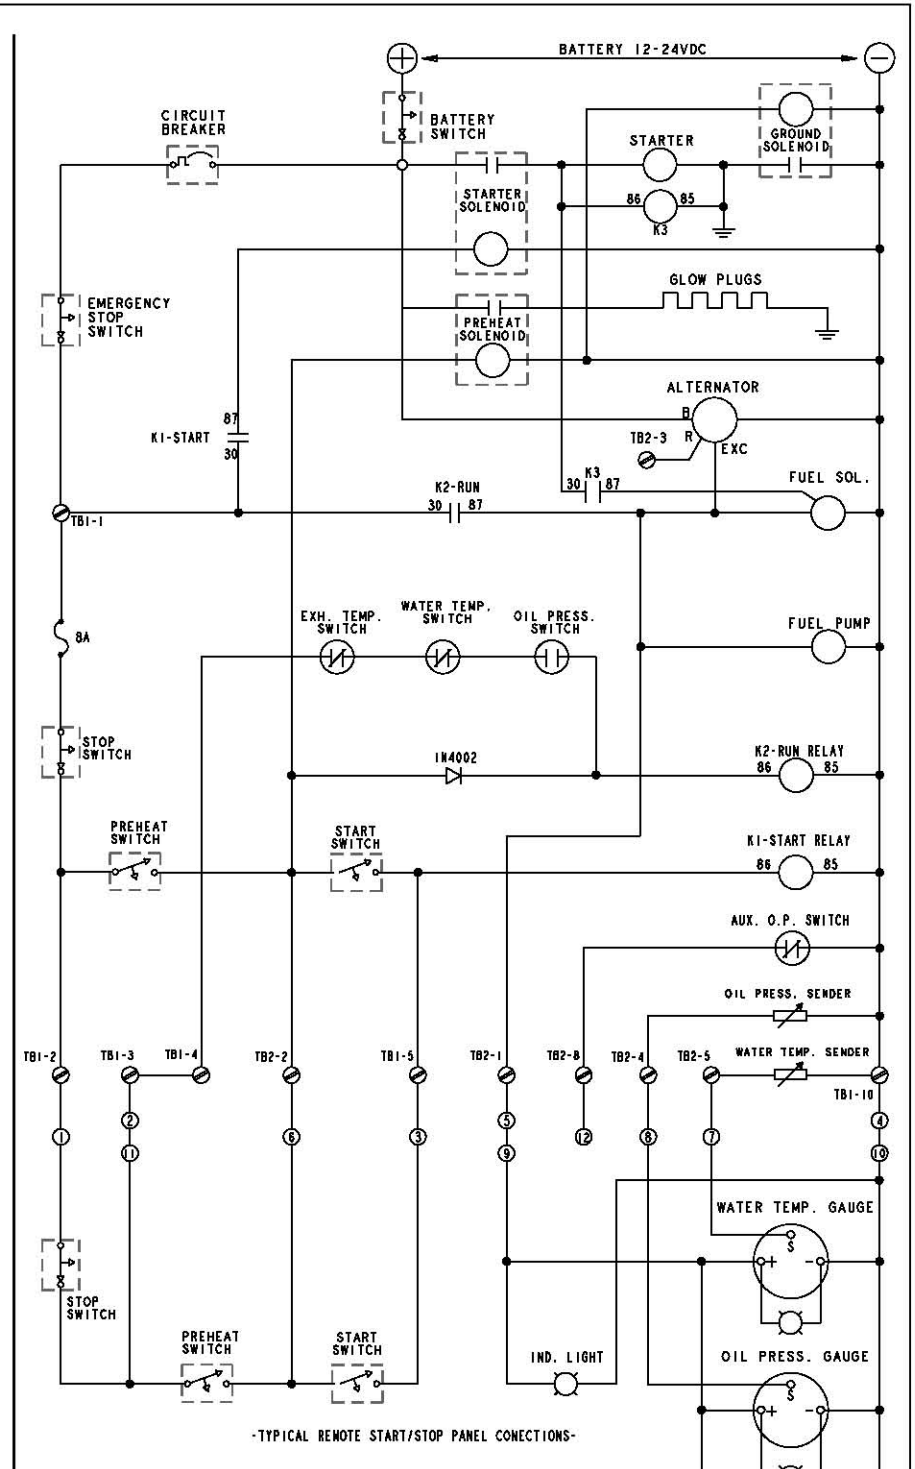 BATTERY 12-24VDC
+
-
CIRCUIT
BREAKER
BATTERY
SWITCH
STARTER
GROUND
SOLENOID
STARTER
SOLENOID
86
85
K3
EMERGENCY
STOP
SWITCH
GLOW PLUGS
PREHEAT
SOLENOID
ALTERNATOR
B
R
EXC
TB2-3
87
K1-START
30
K3
30
87
FUEL SOL.
K2-RUN
30
87
TB1-1
8A
EXH. TEMP.
SWITCH
WATER TEMP.
SWITCH
OIL PRESS.
SWITCH
FUEL PUMP
STOP
SWITCH
1N4002
K2-RUN RELAY
86
85
PREHEAT
SWITCH
START
SWITCH
K1-START RELAY
86
85
AUX. O.P. SWITCH
OIL PRESS. SENDER
WATER TEMP. SENDER
TB1-2
TB1-3
TB1-4
TB2-2
TB1-5
TB2-1
TB2-8
TB2-4
TB2-5
TB1-10
1
2
11
6
3
5
9
12
8
7
4
10
WATER TEMP. GAUGE
S
+
-
STOP
SWITCH
PREHEAT
SWITCH
START
SWITCH
IND. LIGHT
OIL PRESS. GAUGE
S
+
-
-TYPICAL REMOTE START/STOP PANEL CONECTIONS-